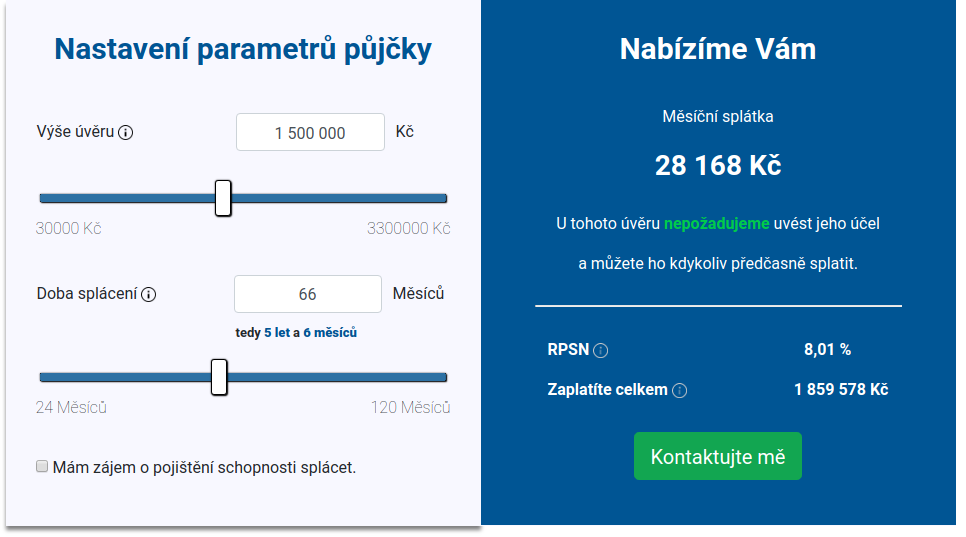 Nastavení parametrů půjčky
Výše úvěru
1 500 000 Kč
30000 Kč 3300000 Kč
Doba splácení
66 Měsíců
tedy 5 let a 6 měsíců
24 Měsíců 120 Měsíců
Mám zájem o pojištění schopnosti splácet.
Nabízíme Vám
Měsíční splátka
28 168 Kč
U tohoto úvěru nepožadujeme uvést jeho účel
a můžete ho kdykoliv předčasně splatit.
RPSN 8,01 %
Zaplatíte celkem 1 859 578 Kč
Kontaktujte mě